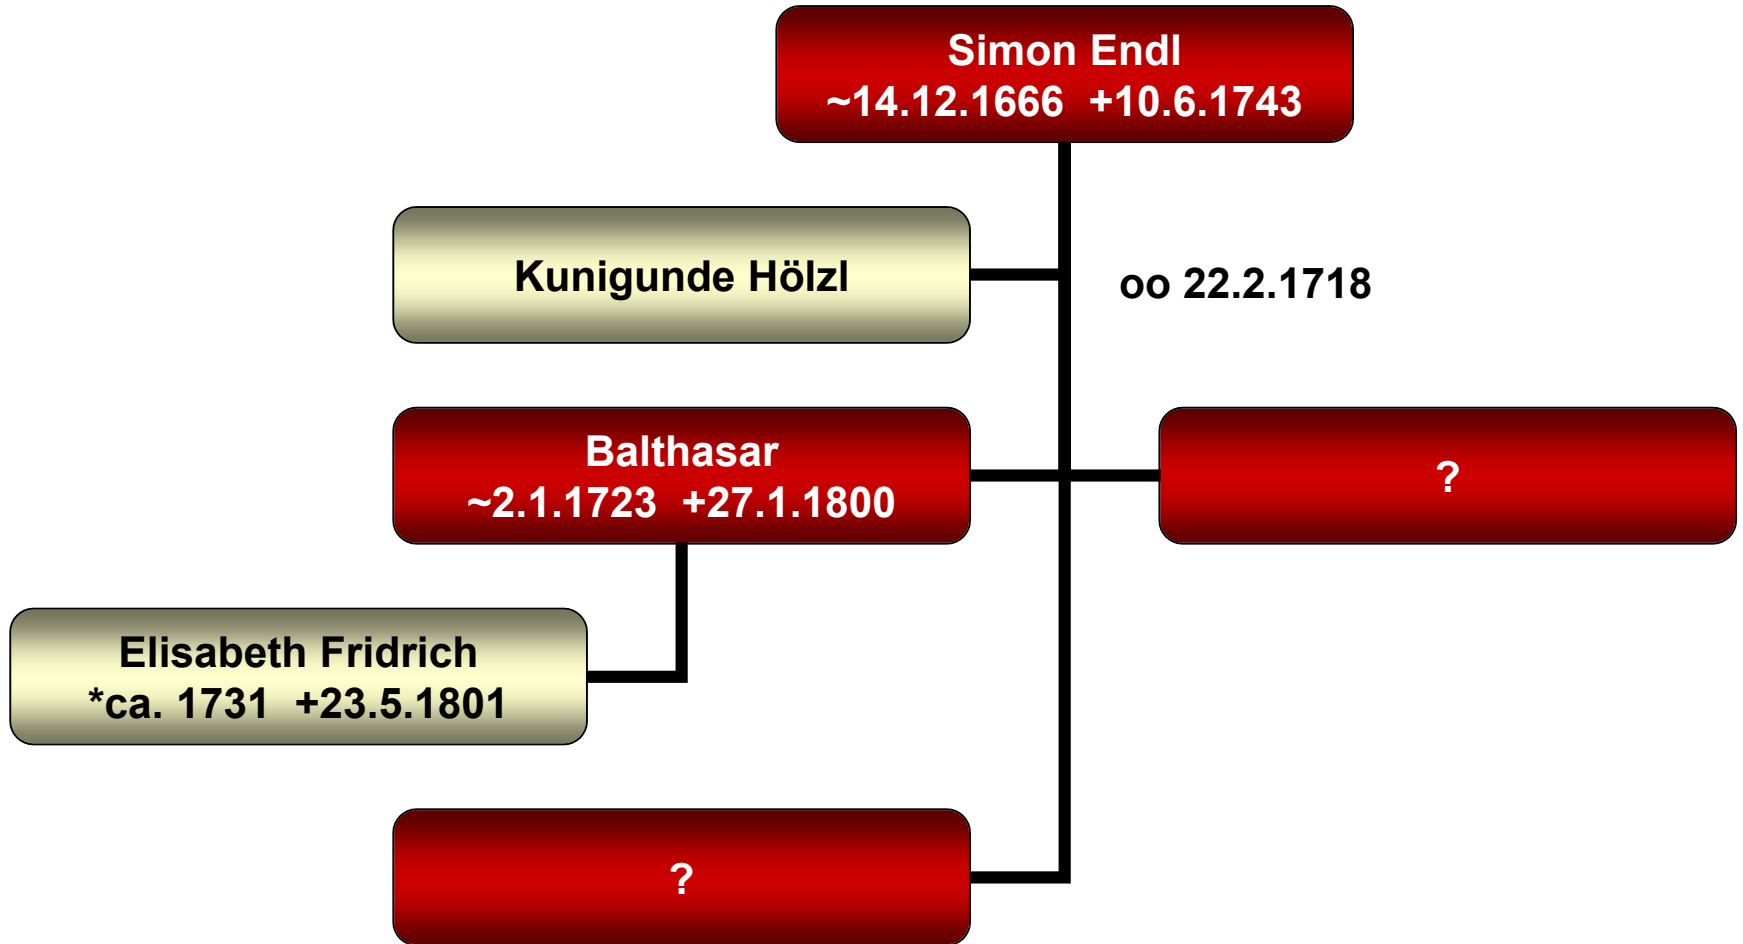 Simon Endl
~14.12.1666 +10.6.1743
Kunigunde Hölzl
oo 22.2.1718
Balthasar
~2.1.1723 +27.1.1800
?
Elisabeth Fridrich
*ca. 1731 +23.5.1801
?